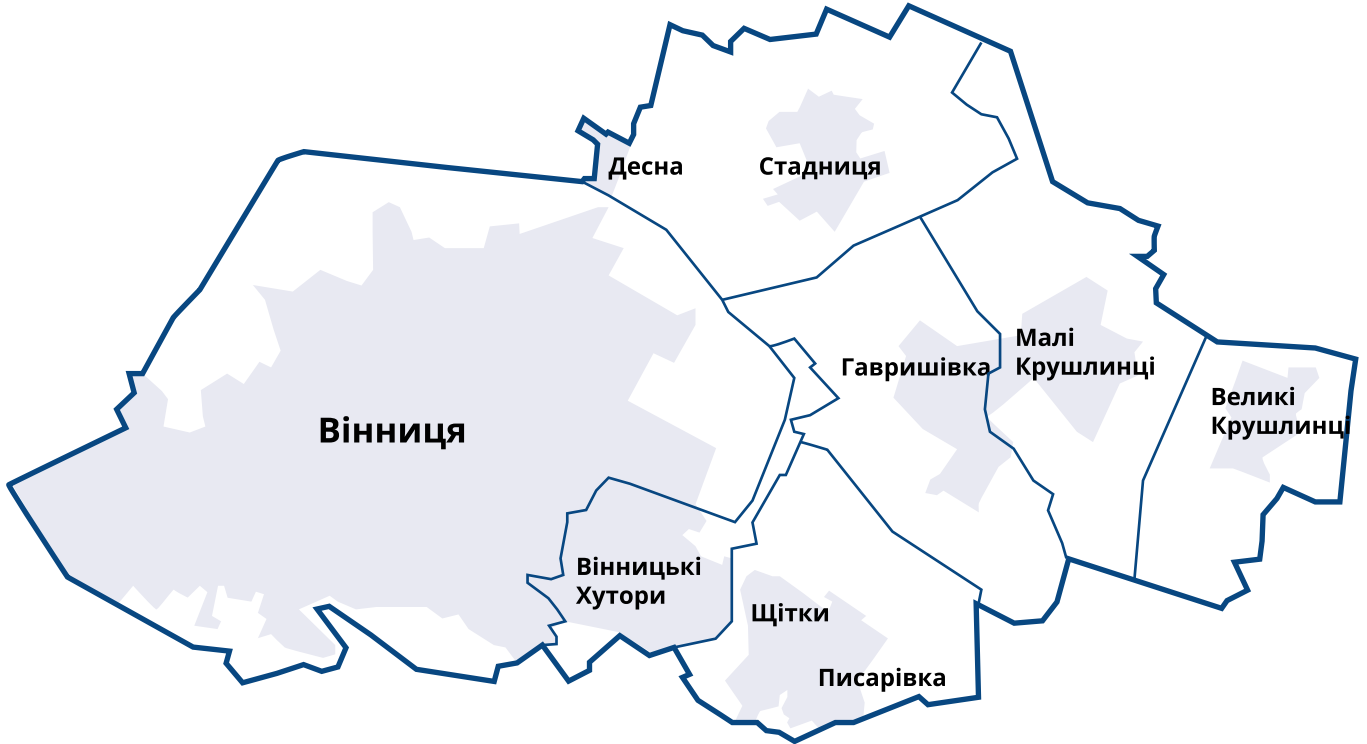 Десна
Стадниця
Малі
Крушлинці
Гавришівка
Великі
Крушлинці
Вінниця
Вінницькі
Хутори
Щітки
Писарівка